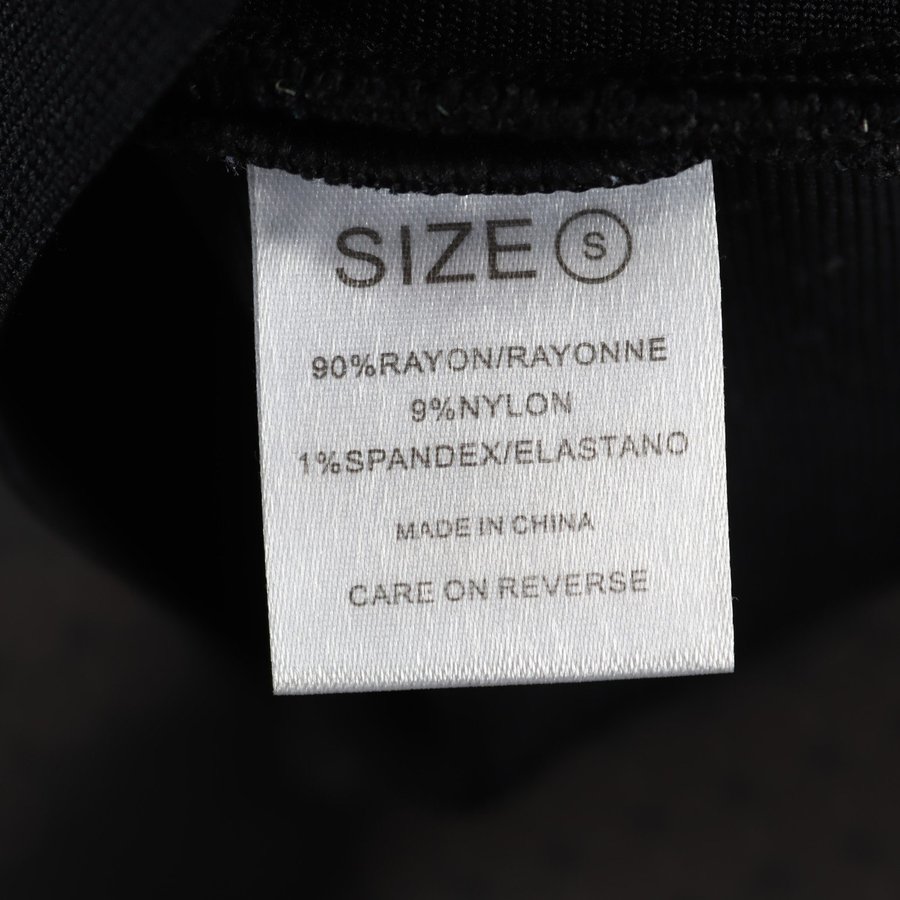 SIZE S
90%RAYON/RAYONNE
9%NYLON
1%SPANDEX/ELASTANO
MADE IN CHINA
CARE ON REVERSE